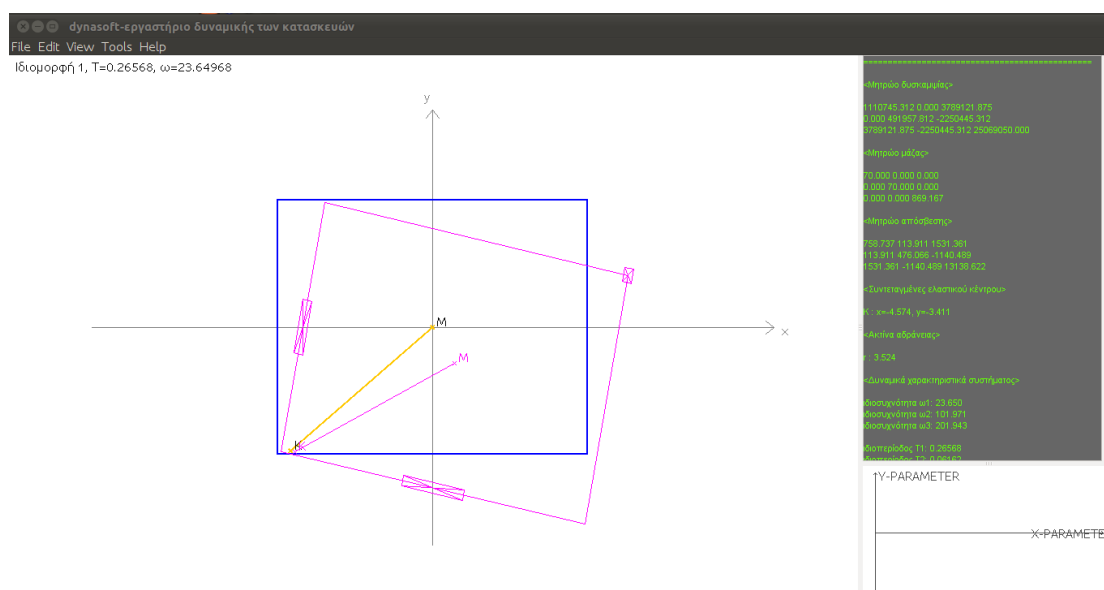 dynasoft-εργαστήριο δυναμικής των κατασκευών
File Edit View Tools Help
Ιδιομορφή 1, T=0.26568, ω=23.64968
y
x
M
M
K
K
================================================
<Μητρώο δυσκαμψίας>
1110745.312 0.000 3789121.875
0.000 491957.812 -2250445.312
3789121.875 -2250445.312 25069050.000
<Μητρώο μάζας>
70.000 0.000 0.000
0.000 70.000 0.000
0.000 0.000 869.167
<Μητρώο απόσβεσης>
758.737 113.911 1531.361
113.911 476.066 -1140.489
1531.361 -1140.489 13138.622
<Συντεταγμένες ελαστικού κέντρου>
K : x=-4.574, y=-3.411
<Ακτίνα αδράνειας>
r : 3.524
<Δυναμικά χαρακτηριστικά συστήματος>
ιδιοσυχνότητα ω1: 23.650
ιδιοσυχνότητα ω2: 101.971
ιδιοσυχνότητα ω3: 201.943
ιδιοπερίοδος T1: 0.26568
ιδιοπερίοδος T2: 0.06162
Y-PARAMETER
X-PARAMETE